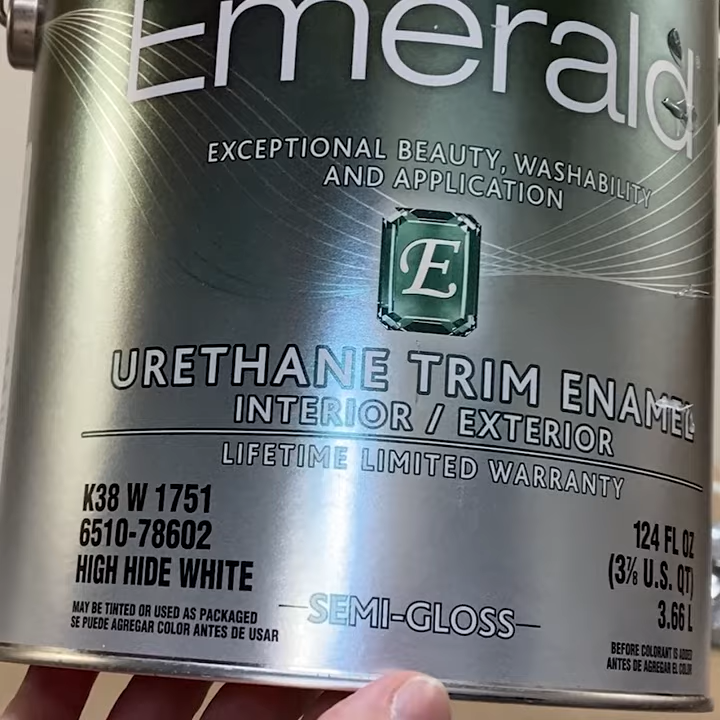 Emerald
EXCEPTIONAL BEAUTY, WASHABILITY
AND APPLICATION
E
URETHANE TRIM ENAMEL
INTERIOR / EXTERIOR
LIFETIME LIMITED WARRANTY
K38 W 1751
6510-78602
HIGH HIDE WHITE
MAY BE TINTED OR USED AS PACKAGED
SE PUEDE AGREGAR COLOR ANTES DE USAR
SEMI-GLOSS
124 FL OZ
(3⅞ U.S. QT)
3.66 L
BEFORE COLORANT IS ADDED
ANTES DE AGREGAR EL COLOR